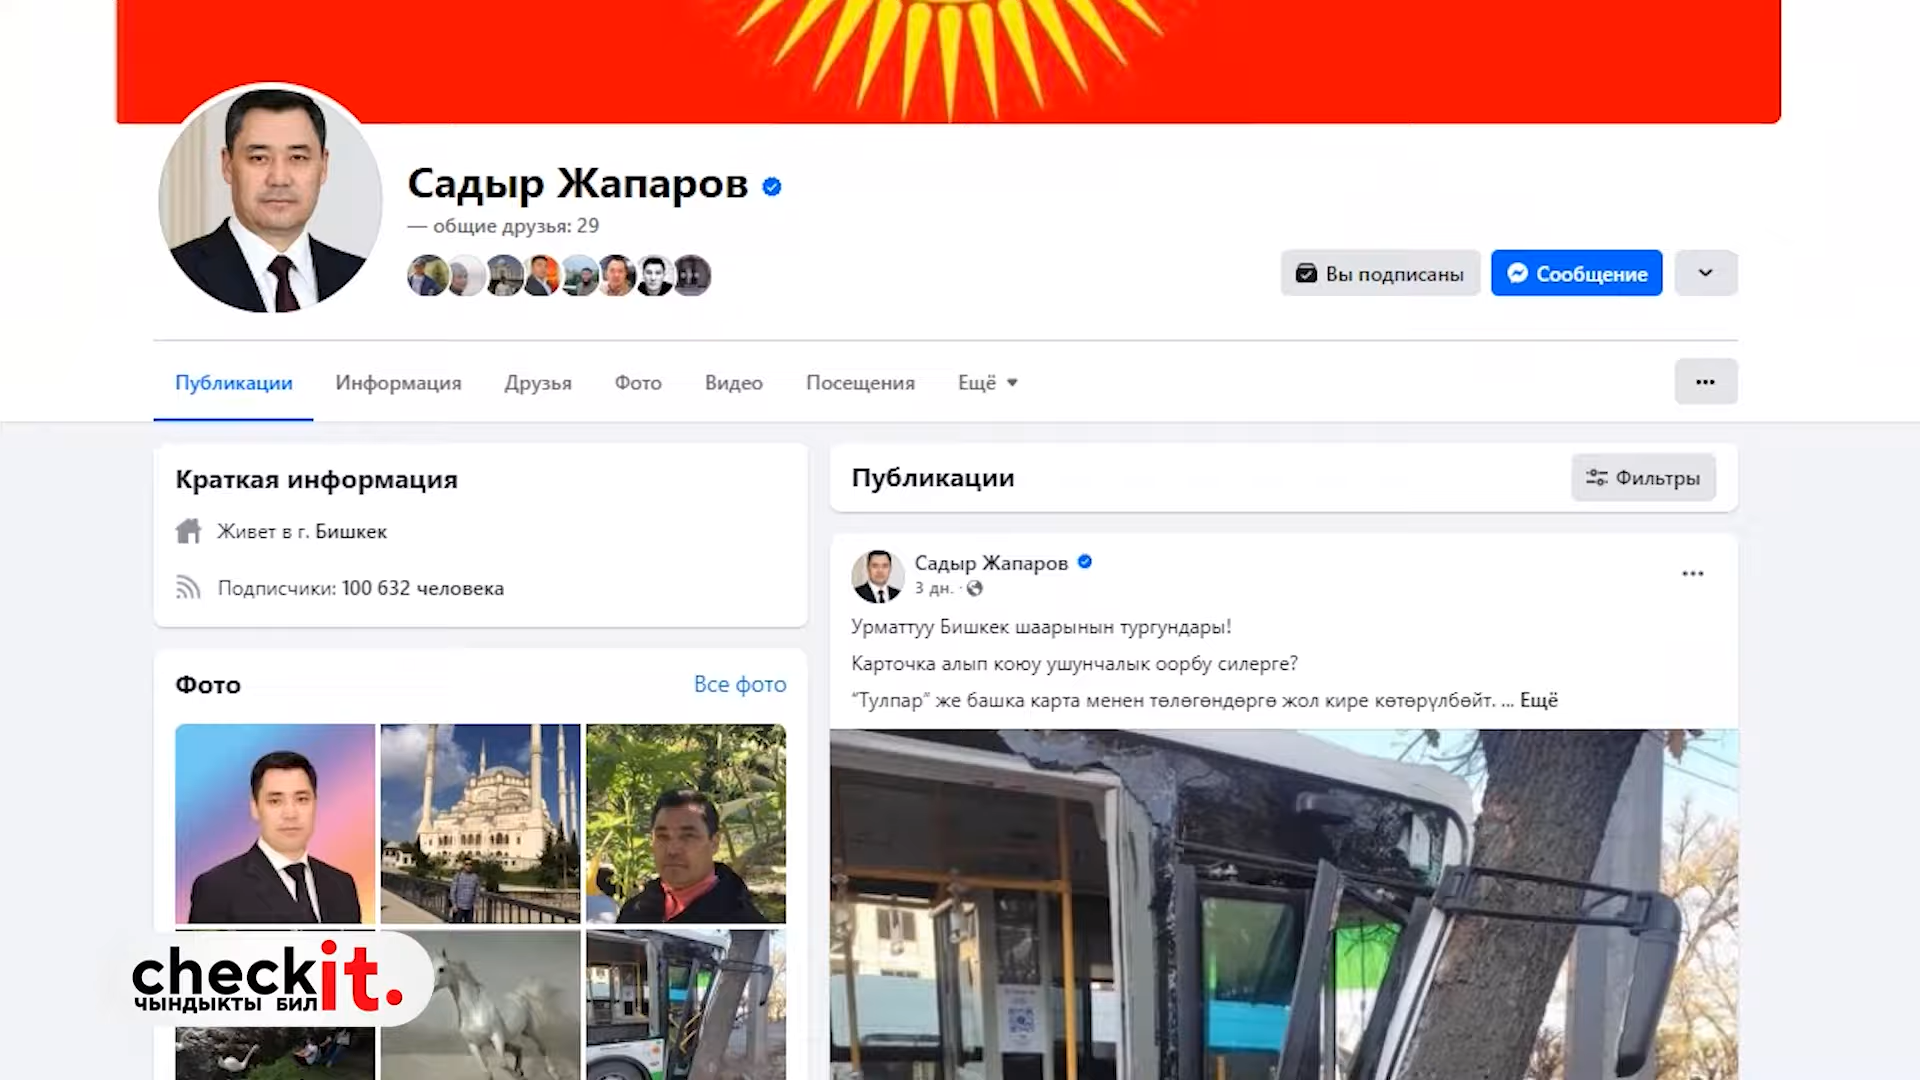 Садыр Жапаров
— общие друзья: 29
Вы подписаны
Сообщение
Публикации
Информация
Друзья
Фото
Видео
Посещения
Ещё
Краткая информация
Живет в г. Бишкек
Подписчики: 100 632 человека
Фото
Все фото
Публикации
Фильтры
Садыр Жапаров
3 дн. ·
Урматтуу Бишкек шаарынын тургундары!
Карточка алып коюу ушунчалык оорбу силерге?
“Тулпар” же башка карта менен төлөгөндөргө жол кире көтөрүлбөйт. ... Ещё
checkit.
ЧЫНДЫКТЫ БИЛ